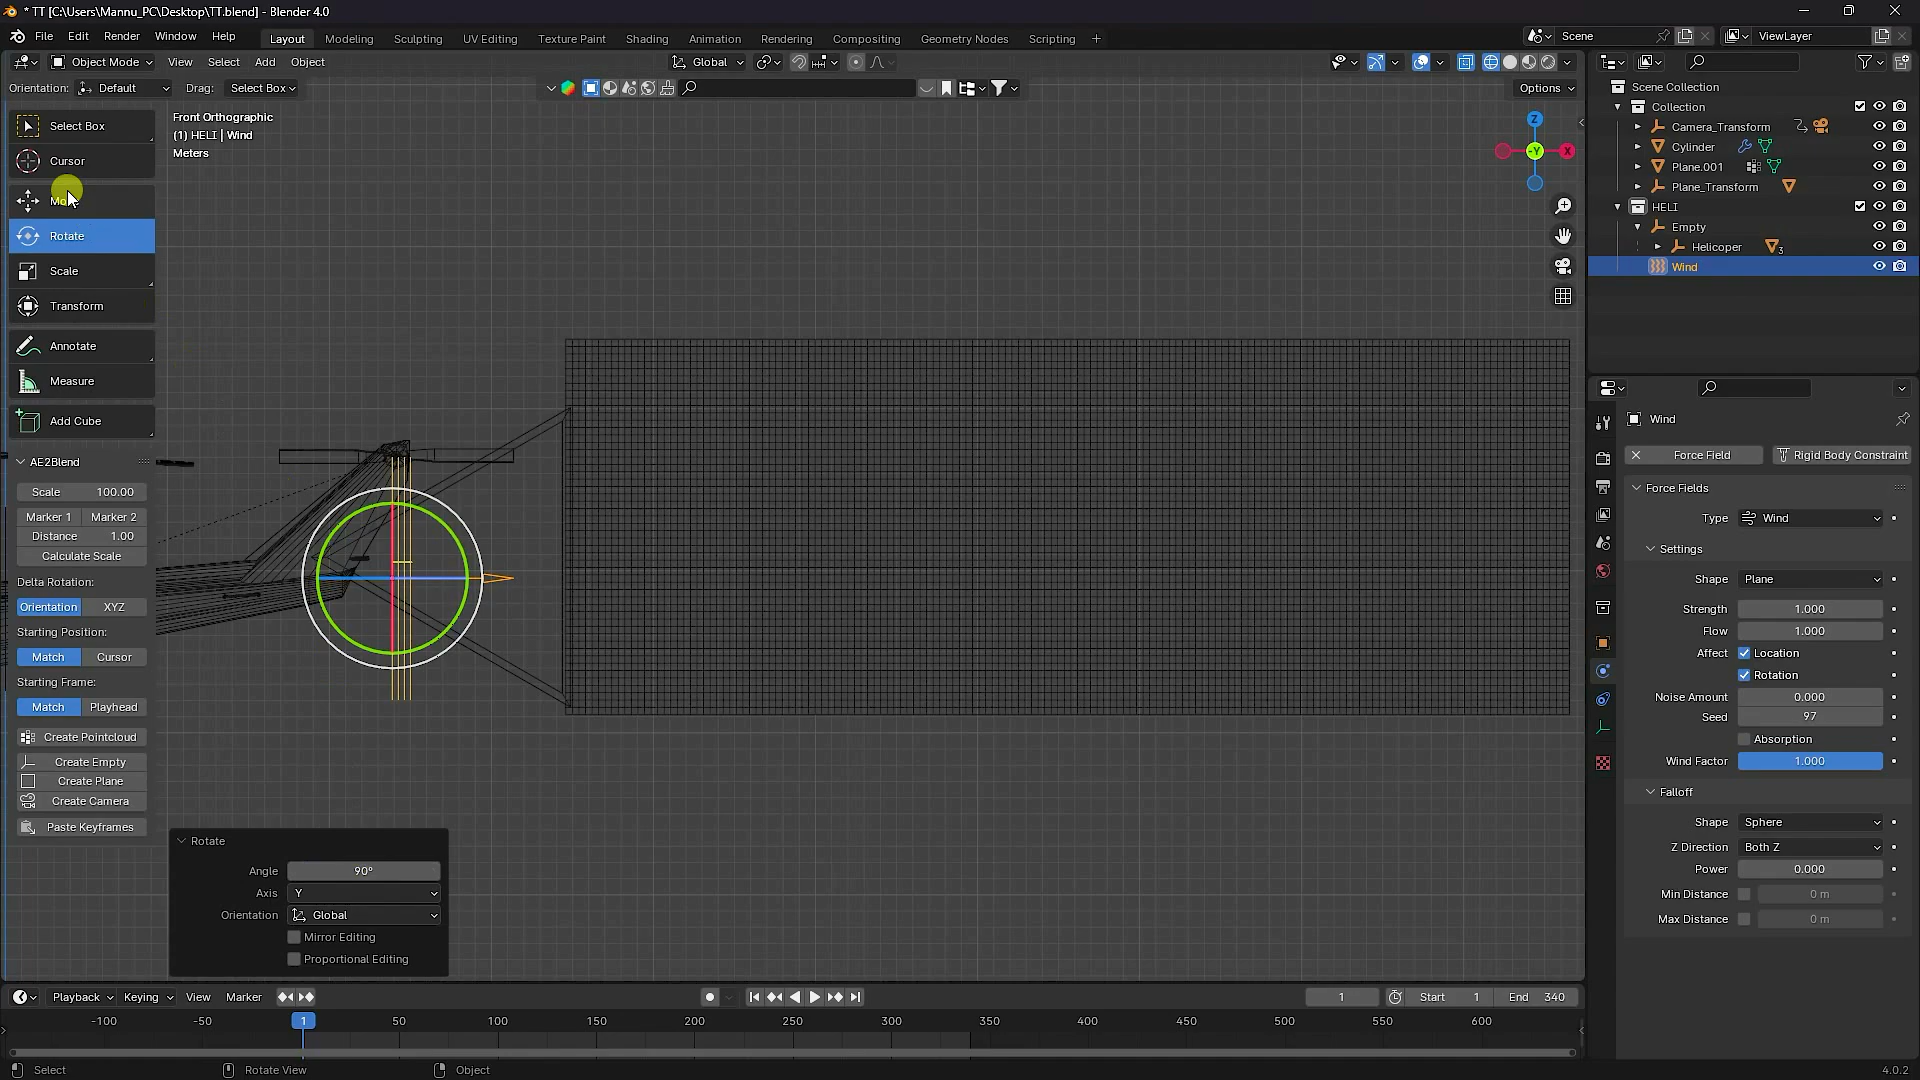 * TT [C:\Users\Mannu_PC\Desktop\TT.blend] - Blender 4.0
File Edit Render Window Help
Layout Modeling Sculpting UV Editing Texture Paint Shading Animation Rendering Compositing Geometry Nodes Scripting +
Scene
ViewLayer
Object Mode View Select Add Object
Global
Orientation: Default Drag: Select Box
Options
Select Box
Cursor
Rotate
Scale
Transform
Annotate
Measure
Add Cube
AE2Blend
Scale 100.00
Marker 1 Marker 2
Distance 1.00
Calculate Scale
Delta Rotation:
Orientation XYZ
Starting Position:
Match Cursor
Starting Frame:
Match Playhead
Create Pointcloud
Create Empty
Create Plane
Create Camera
Paste Keyframes
Front Orthographic
(1) HELI | Wind
Meters
Z
-Y
X
Rotate
Angle 90°
Axis Y
Orientation Global
Mirror Editing
Proportional Editing
Scene Collection
Collection
Camera_Transform
Cylinder
Plane.001
Plane_Transform
HELI
Empty
Helicoper 3
Wind
Wind
Force Field
Rigid Body Constraint
Force Fields
Type Wind
Settings
Shape Plane
Strength 1.000
Flow 1.000
Affect Location
Rotation
Noise Amount 0.000
Seed 97
Absorption
Wind Factor 1.000
Falloff
Shape Sphere
Z Direction Both Z
Power 0.000
Min Distance 0 m
Max Distance 0 m
Playback Keying View Marker
1
Start 1 End 340
-100 -50 1 50 100 150 200 250 300 350 400 450 500 550 600
Select
Rotate View
Object
4.0.2